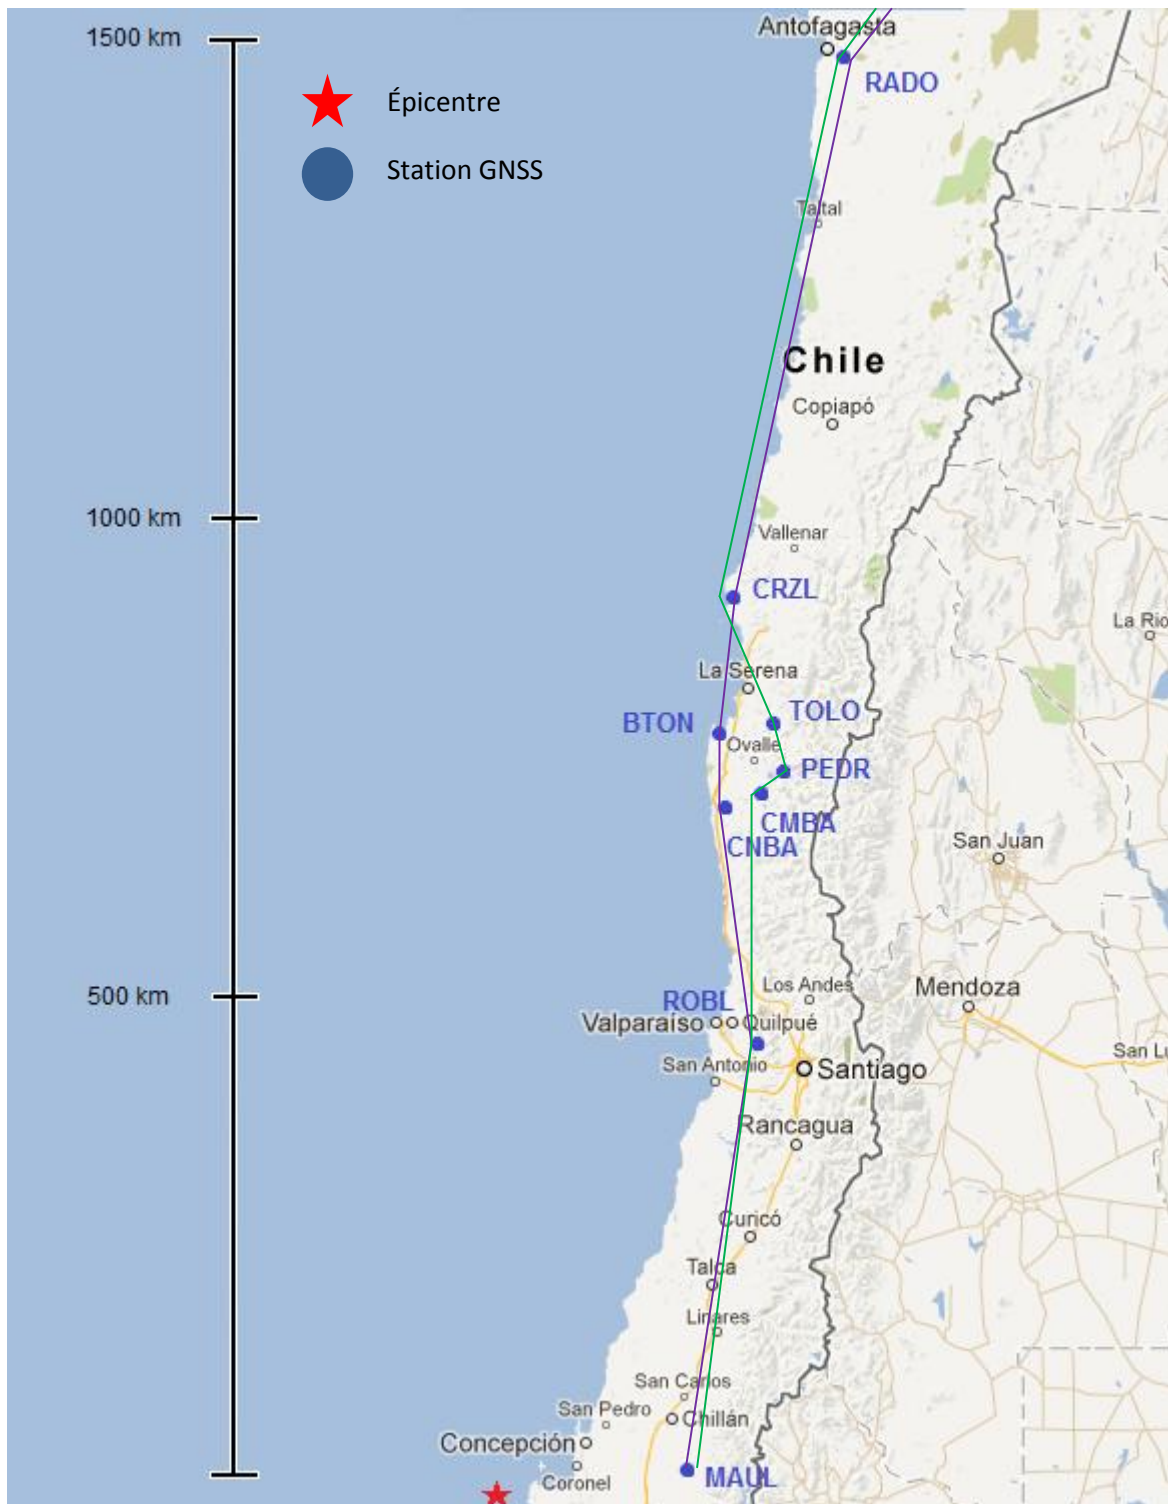 1500 km
Antofagasta
RADO
Épicentre
Station GNSS
Taltal
Chile
Copiapó
1000 km
Vallenar
CRZL
La Rio
La Serena
TOLO
BTON
Ovalle
PEDR
CMBA
CNBA
San Juan
500 km
ROBL
Los Andes
Mendoza
Valparaíso
Quilpué
San Antonio
Santiago
San Lu
Rancagua
Curicó
Talca
Linares
San Carlos
San Pedro
Chillán
Concepción
Coronel
MAUL